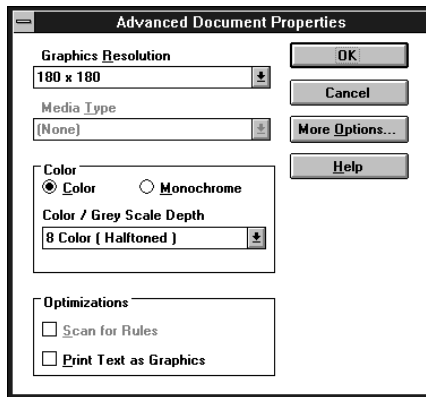 Advanced Document Properties
Graphics Resolution
180 x 180
Media Type
(None)
Color
Color
Monochrome
Color / Grey Scale Depth
8 Color ( Halftoned )
Optimizations
Scan for Rules
Print Text as Graphics
OK
Cancel
More Options...
Help